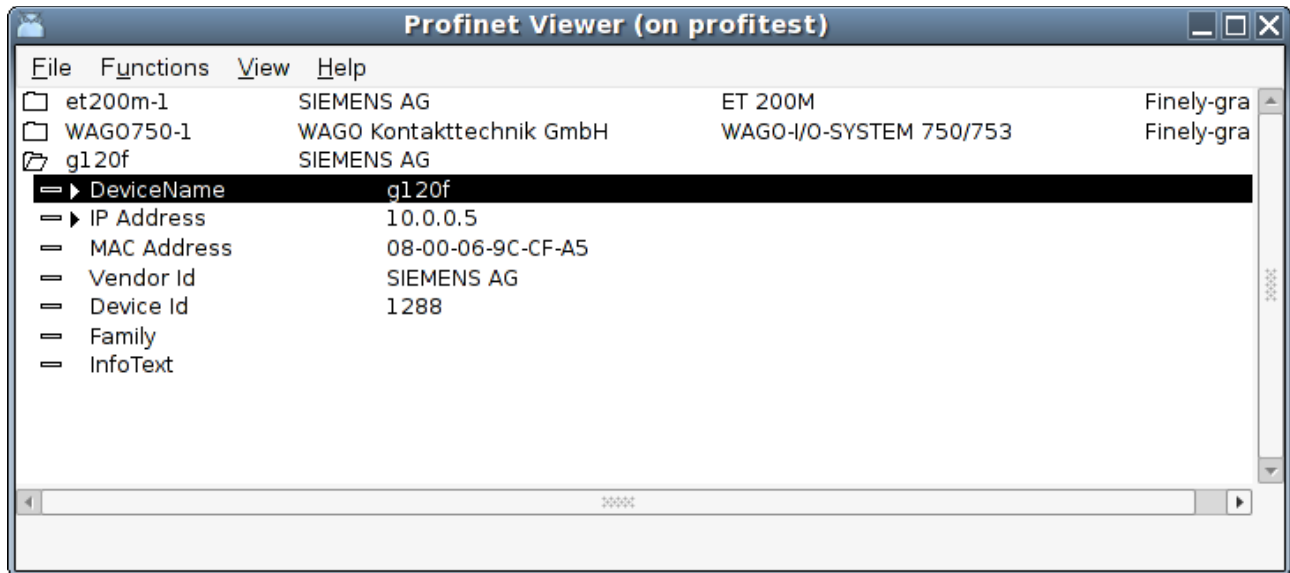 Profinet Viewer (on profitest)
File Functions View Help
et200m-1 SIEMENS AG ET 200M Finely-gra
WAGO750-1 WAGO Kontakttechnik GmbH WAGO-I/O-SYSTEM 750/753 Finely-gra
g120f SIEMENS AG
DeviceName g120f
IP Address 10.0.0.5
MAC Address 08-00-06-9C-CF-A5
Vendor Id SIEMENS AG
Device Id 1288
Family
InfoText